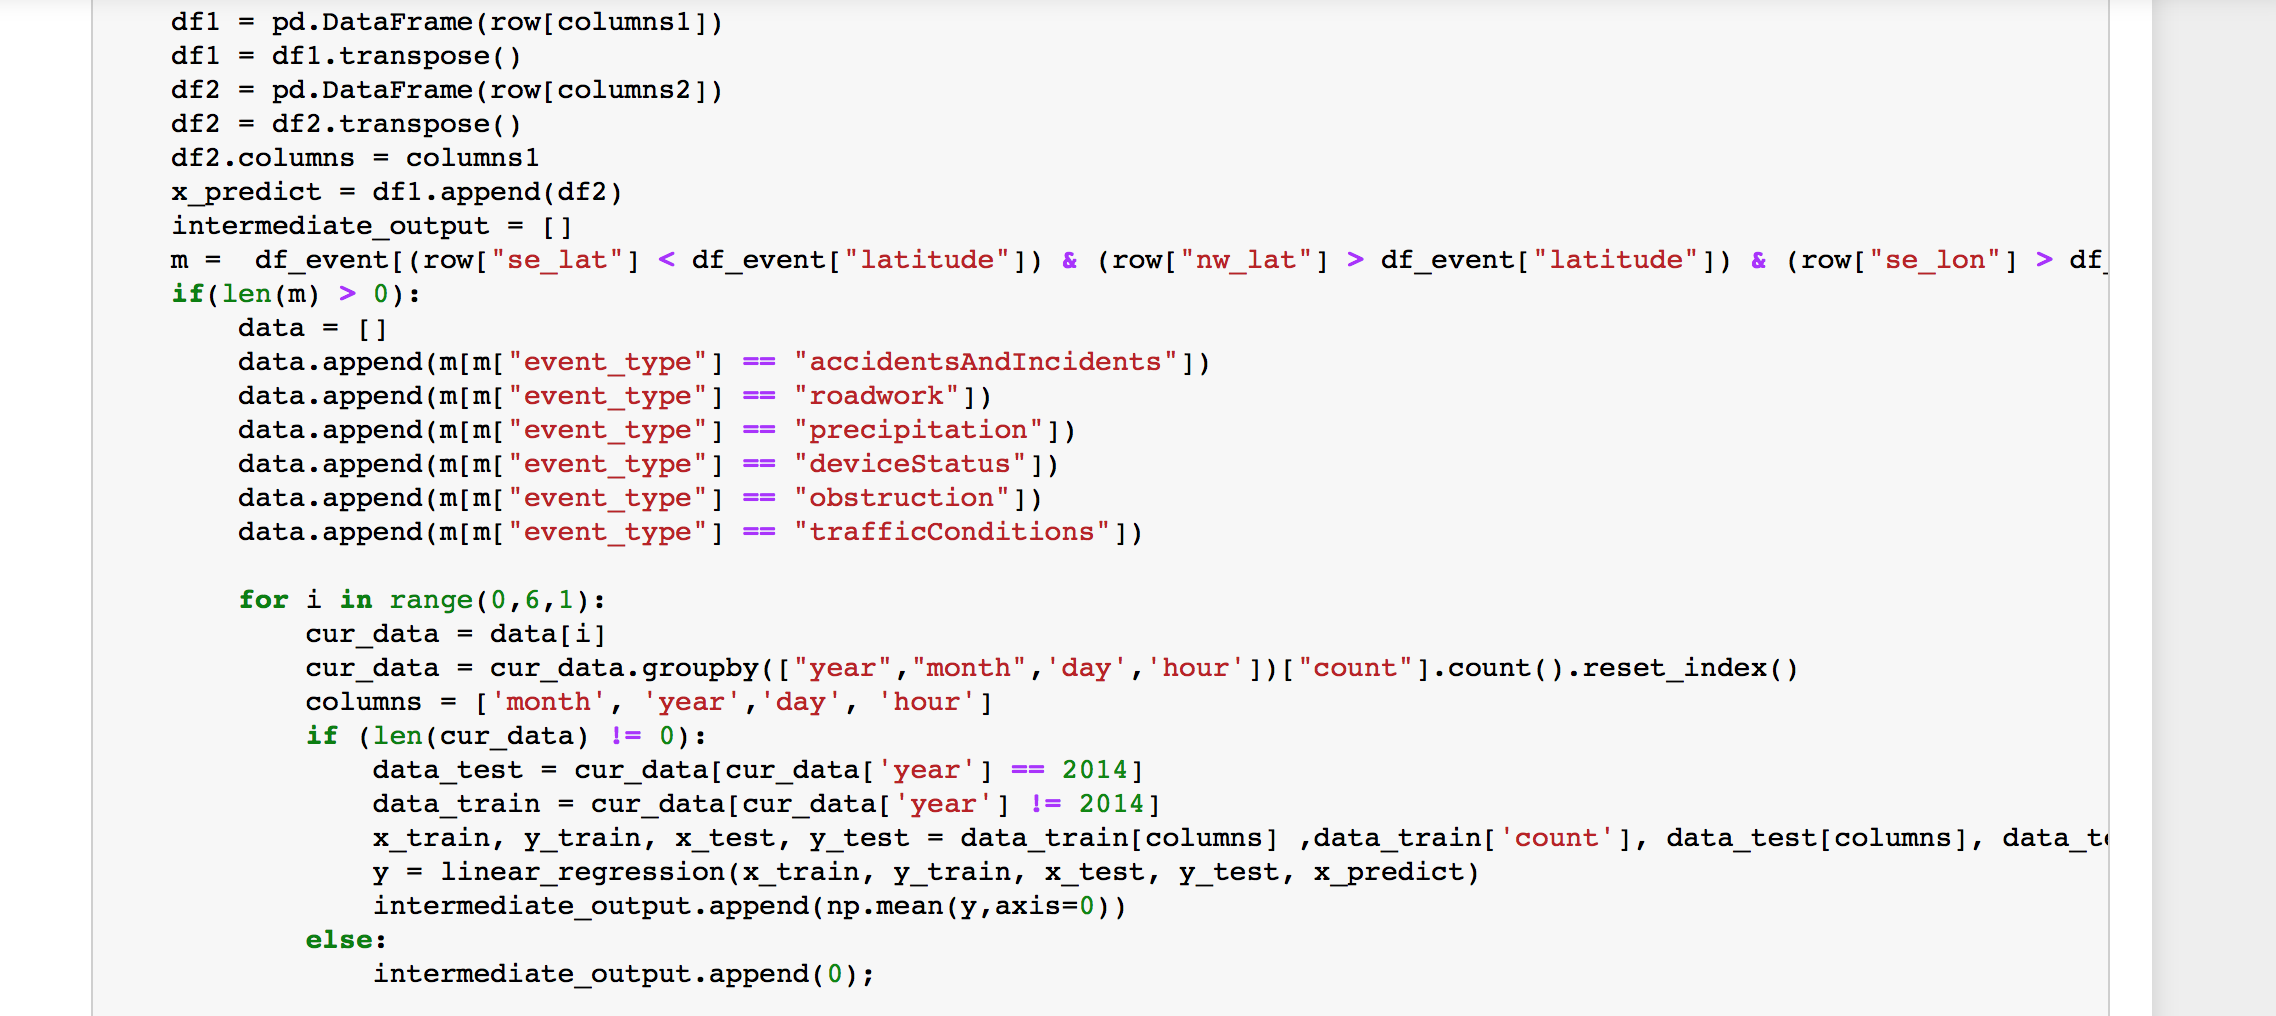 df1 = pd.DataFrame(row[columns1])
df1 = df1.transpose()
df2 = pd.DataFrame(row[columns2])
df2 = df2.transpose()
df2.columns = columns1
x_predict = df1.append(df2)
intermediate_output = []
m =  df_event[(row["se_lat"] < df_event["latitude"]) & (row["nw_lat"] > df_event["latitude"]) & (row["se_lon"] > df_
if(len(m) > 0):
    data = []
    data.append(m[m["event_type"] == "accidentsAndIncidents"])
    data.append(m[m["event_type"] == "roadwork"])
    data.append(m[m["event_type"] == "precipitation"])
    data.append(m[m["event_type"] == "deviceStatus"])
    data.append(m[m["event_type"] == "obstruction"])
    data.append(m[m["event_type"] == "trafficConditions"])

    for i in range(0,6,1):
        cur_data = data[i]
        cur_data = cur_data.groupby(["year","month",'day','hour'])["count"].count().reset_index()
        columns = ['month', 'year','day', 'hour']
        if (len(cur_data) != 0):
            data_test = cur_data[cur_data['year'] == 2014]
            data_train = cur_data[cur_data['year'] != 2014]
            x_train, y_train, x_test, y_test = data_train[columns] ,data_train['count'], data_test[columns], data_t
            y = linear_regression(x_train, y_train, x_test, y_test, x_predict)
            intermediate_output.append(np.mean(y,axis=0))
        else:
            intermediate_output.append(0);